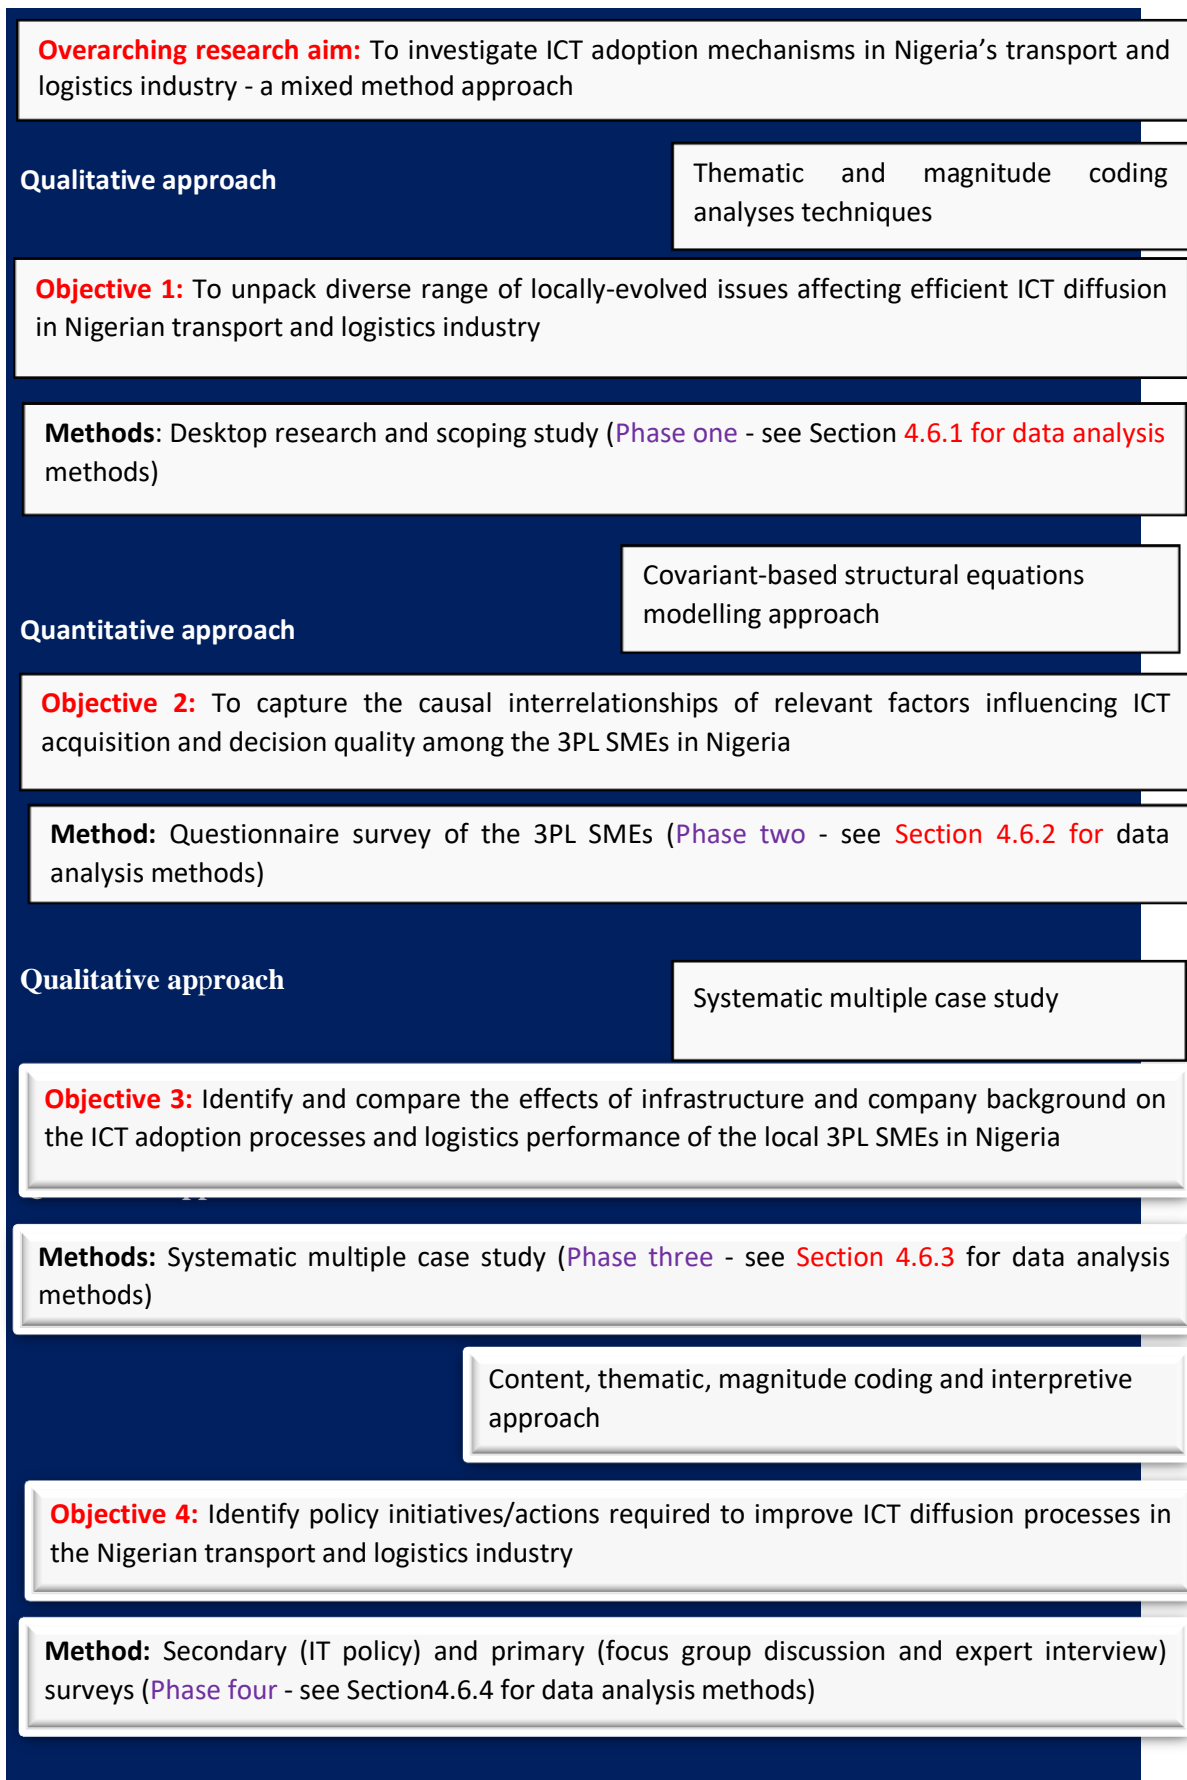 Overarching research aim: To investigate ICT adoption mechanisms in Nigeria’s transport and
logistics industry - a mixed method approach
Qualitative approach
Thematic and magnitude coding
analyses techniques
Objective 1: To unpack diverse range of locally-evolved issues affecting efficient ICT diffusion
in Nigerian transport and logistics industry
Methods: Desktop research and scoping study (Phase one - see Section 4.6.1 for data analysis
methods)
Covariant-based structural equations
modelling approach
Quantitative approach
Objective 2: To capture the causal interrelationships of relevant factors influencing ICT
acquisition and decision quality among the 3PL SMEs in Nigeria
Method: Questionnaire survey of the 3PL SMEs (Phase two - see Section 4.6.2 for data
analysis methods)
Qualitative approach
Systematic multiple case study
Objective 3: Identify and compare the effects of infrastructure and company background on
the ICT adoption processes and logistics performance of the local 3PL SMEs in Nigeria
Methods: Systematic multiple case study (Phase three - see Section 4.6.3 for data analysis
methods)
Content, thematic, magnitude coding and interpretive
approach
Objective 4: Identify policy initiatives/actions required to improve ICT diffusion processes in
the Nigerian transport and logistics industry
Method: Secondary (IT policy) and primary (focus group discussion and expert interview)
surveys (Phase four - see Section4.6.4 for data analysis methods)